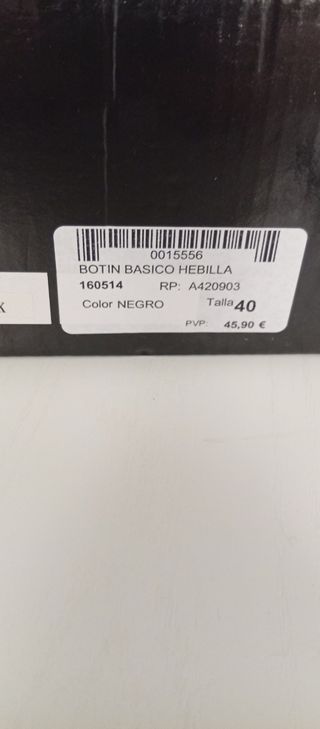 0015556
BOTIN BASICO HEBILLA
160514 RP: A420903
Color NEGRO Talla 40
PVP: 45,90 €